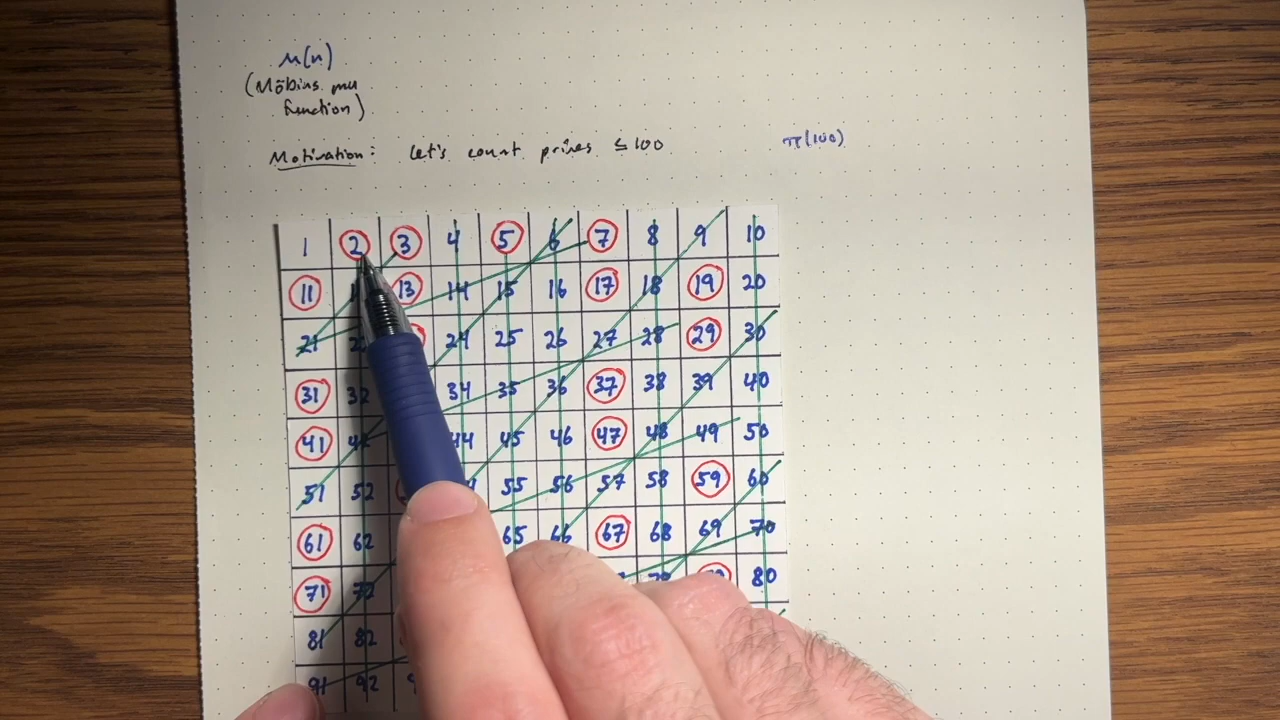 μ(n)
(Möbius mu
function)
Motivation: Let's count primes ≤ 100
π(100)
1 2 3 4 5 6 7 8 9 10
11 13 14 15 16 17 18 19 20
21 24 25 26 27 28 29 30
31 32 34 35 36 37 38 39 40
41 42 44 45 46 47 48 49 50
51 52 55 56 57 58 59 60
61 62 65 66 67 68 69 70
71 72 80
81 82
91 92